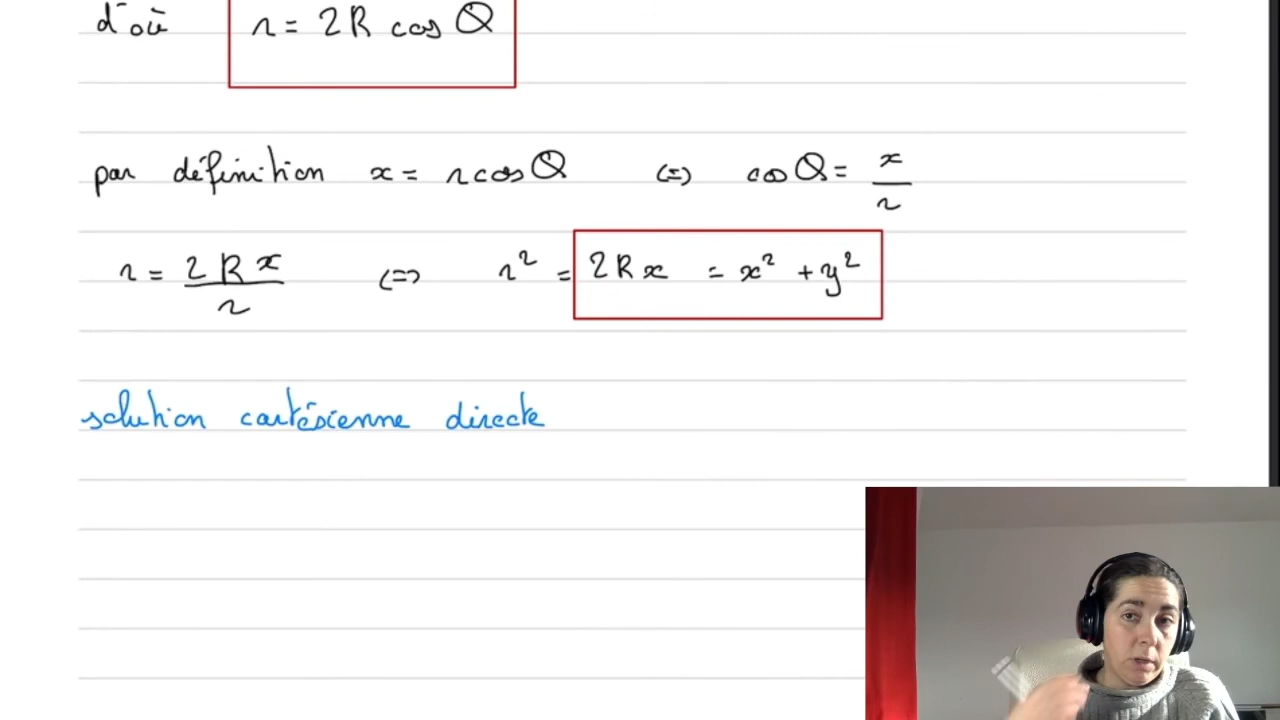 d'où r = 2R cos θ
par définition x = r cos θ (=) cos θ = x/r
r = 2Rx/r (=) r² = 2Rx = x² + y²
solution cartésienne directe